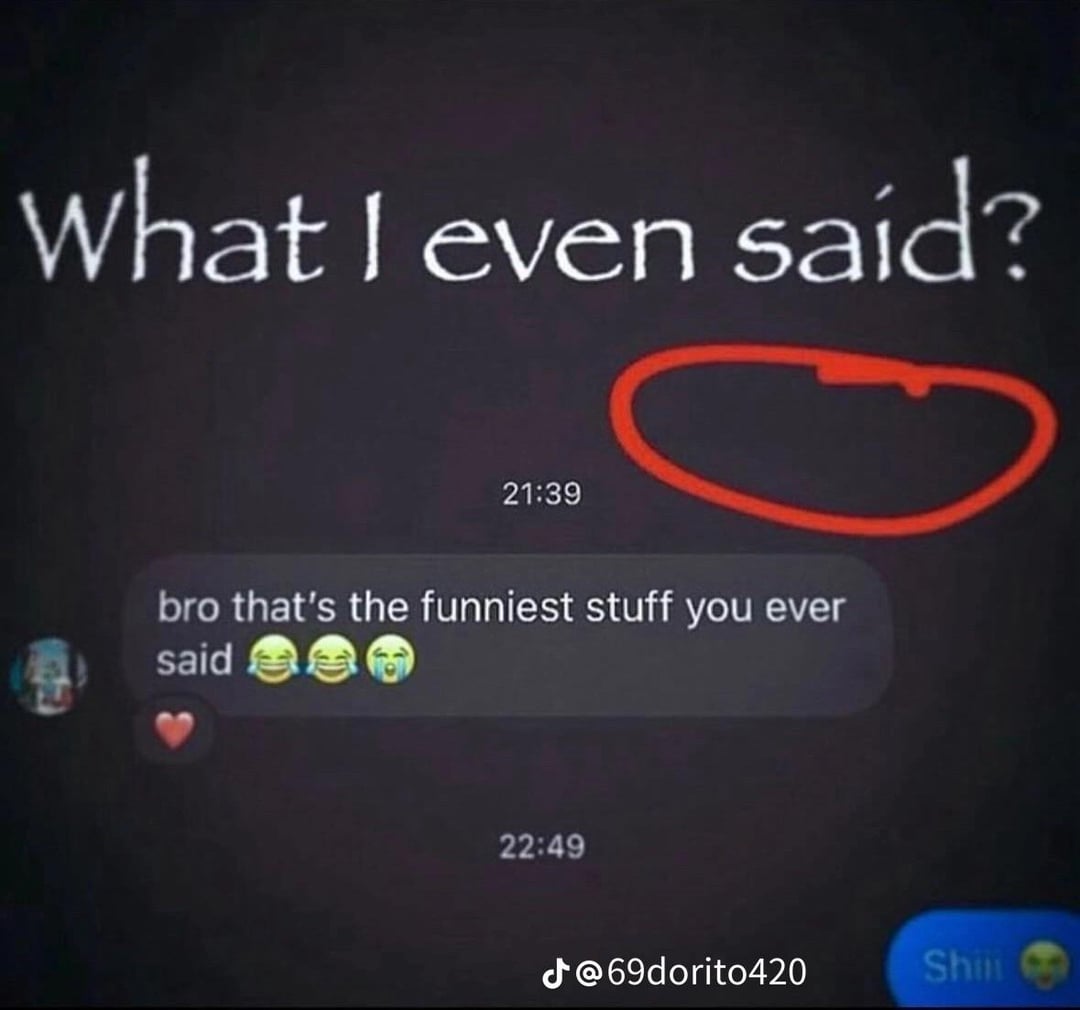 What I even said?
21:39
bro that's the funniest stuff you ever
said 😂😂😭
❤️
22:49
Shiii 😭
@69dorito420